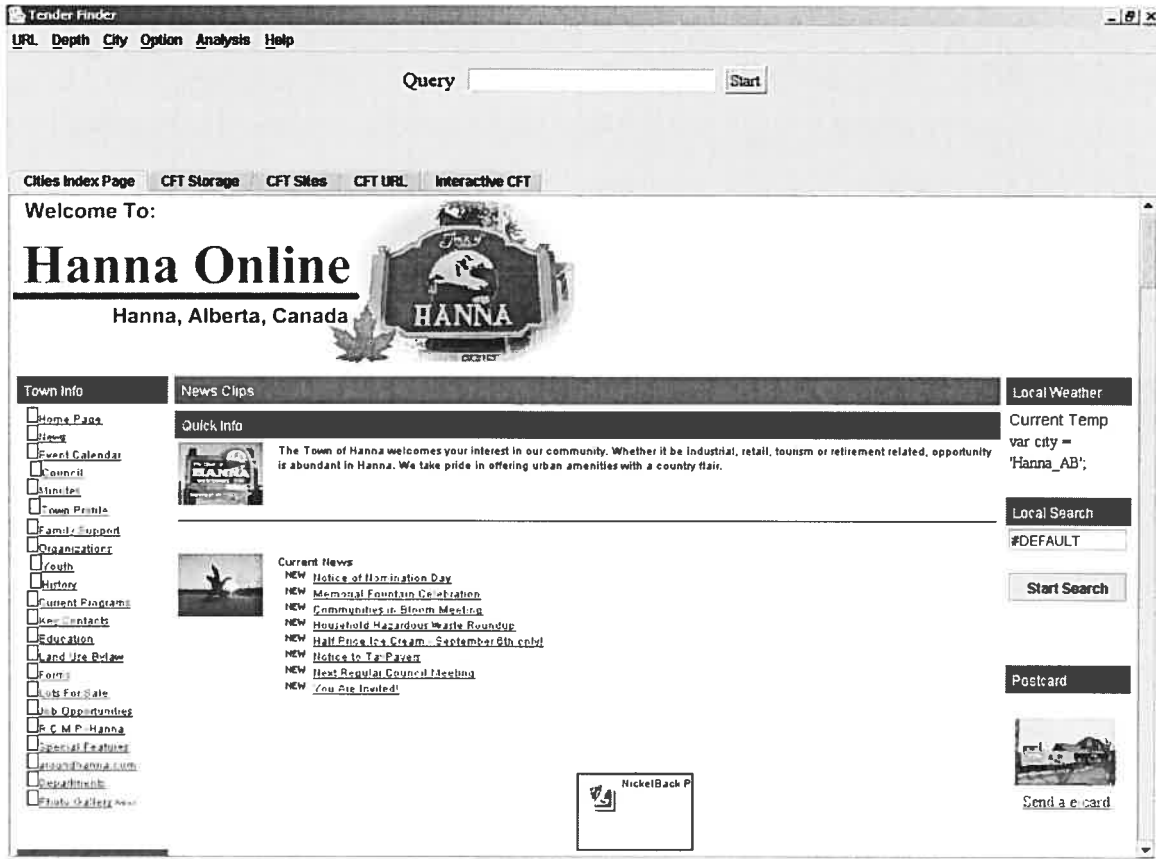 Tender Finder
URL Depth City Option Analysis Help
Query Start
Cities Index Page CFT Storage CFT Sites CFT URL Interactive CFT
Welcome To:
Hanna Online
Hanna, Alberta, Canada
HANNA
Town Info
Home Page
News
Event Calendar
Council
Minutes
Town Profile
Family Support
Organizations
Youth
History
Current Programs
Key Contacts
Education
Land Use Bylaw
Forms
Lots For Sale
Job Opportunities
R C M P -Hanna
Special Features
aroundhanna.com
Departments
Photo Gallery
News Clips
Quick Info
HANNA
The Town of Hanna welcomes your interest in our community. Whether it be industrial, retail, tourism or retirement related, opportunity
is abundant in Hanna. We take pride in offering urban amenities with a country flair.
Current News
NEW Notice of Nomination Day
NEW Memorial Fountain Celebration
NEW Communities in Bloom Meeting
NEW Household Hazardous Waste Roundup
NEW Half Price Ice Cream - September 6th only!
NEW Notice to Tax Payers
NEW Next Regular Council Meeting
NEW You Are Invited!
NickelBack P
Local Weather
Current Temp
var city =
'Hanna_AB';
Local Search
#DEFAULT
Start Search
Postcard
Send a e-card